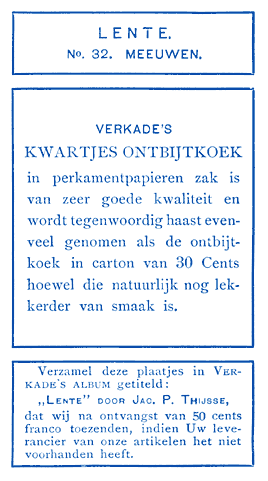 LENTE.
No. 32. MEEUWEN.
VERKADE'S
KWARTJES ONTBIJTKOEK
in perkamentpapieren zak is
van zeer goede kwaliteit en
wordt tegenwoordig haast even-
veel genomen als de ontbijt-
koek in carton van 30 Cents
hoewel die natuurlijk nog lek-
kerder van smaak is.
Verzamel deze plaatjes in VER-
KADE'S ALBUM getiteld:
„LENTE" DOOR JAC. P. THIJSSE,
dat wij na ontvangst van 50 cents
franco toezenden, indien Uw leve-
rancier van onze artikelen het niet
voorhanden heeft.